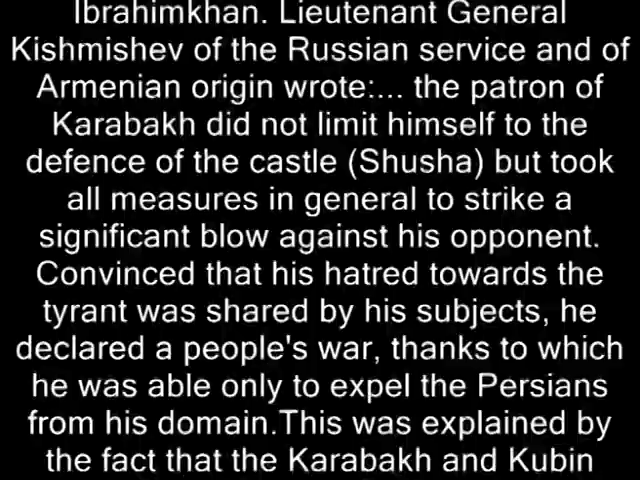 Ibrahimkhan. Lieutenant General
Kishmishev of the Russian service and of
Armenian origin wrote:... the patron of
Karabakh did not limit himself to the
defence of the castle (Shusha) but took
all measures in general to strike a
significant blow against his opponent.
Convinced that his hatred towards the
tyrant was shared by his subjects, he
declared a people's war, thanks to which
he was able only to expel the Persians
from his domain.This was explained by
the fact that the Karabakh and Kubin